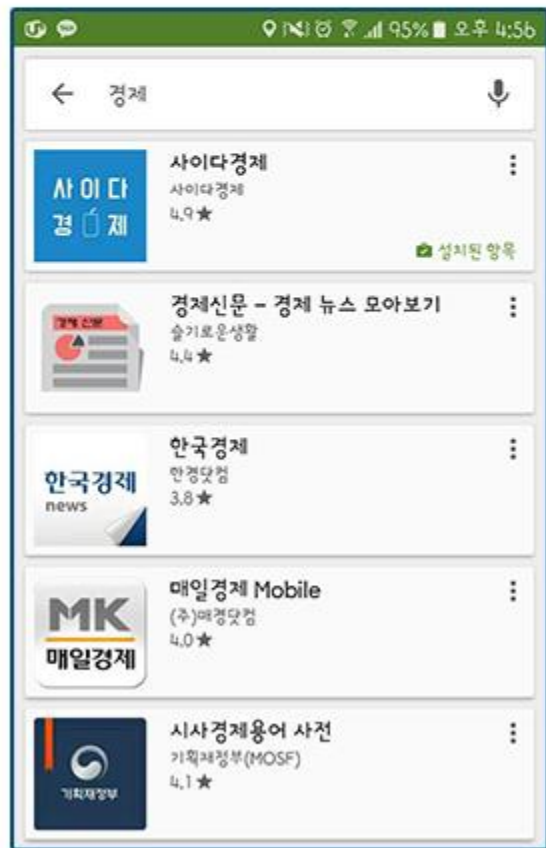 95% 오후 4:56
경제
사이다
경제
사이다경제
사이다경제
4.9★
설치된 항목
경제 신문
경제신문 – 경제 뉴스 모아보기
슬기로운생활
4.4★
한국경제
news
한국경제
한경닷컴
3.8★
MK
매일경제
매일경제 Mobile
(주)매경닷컴
4.0★
기획재정부
시사경제용어 사전
기획재정부(MOSF)
4.1★